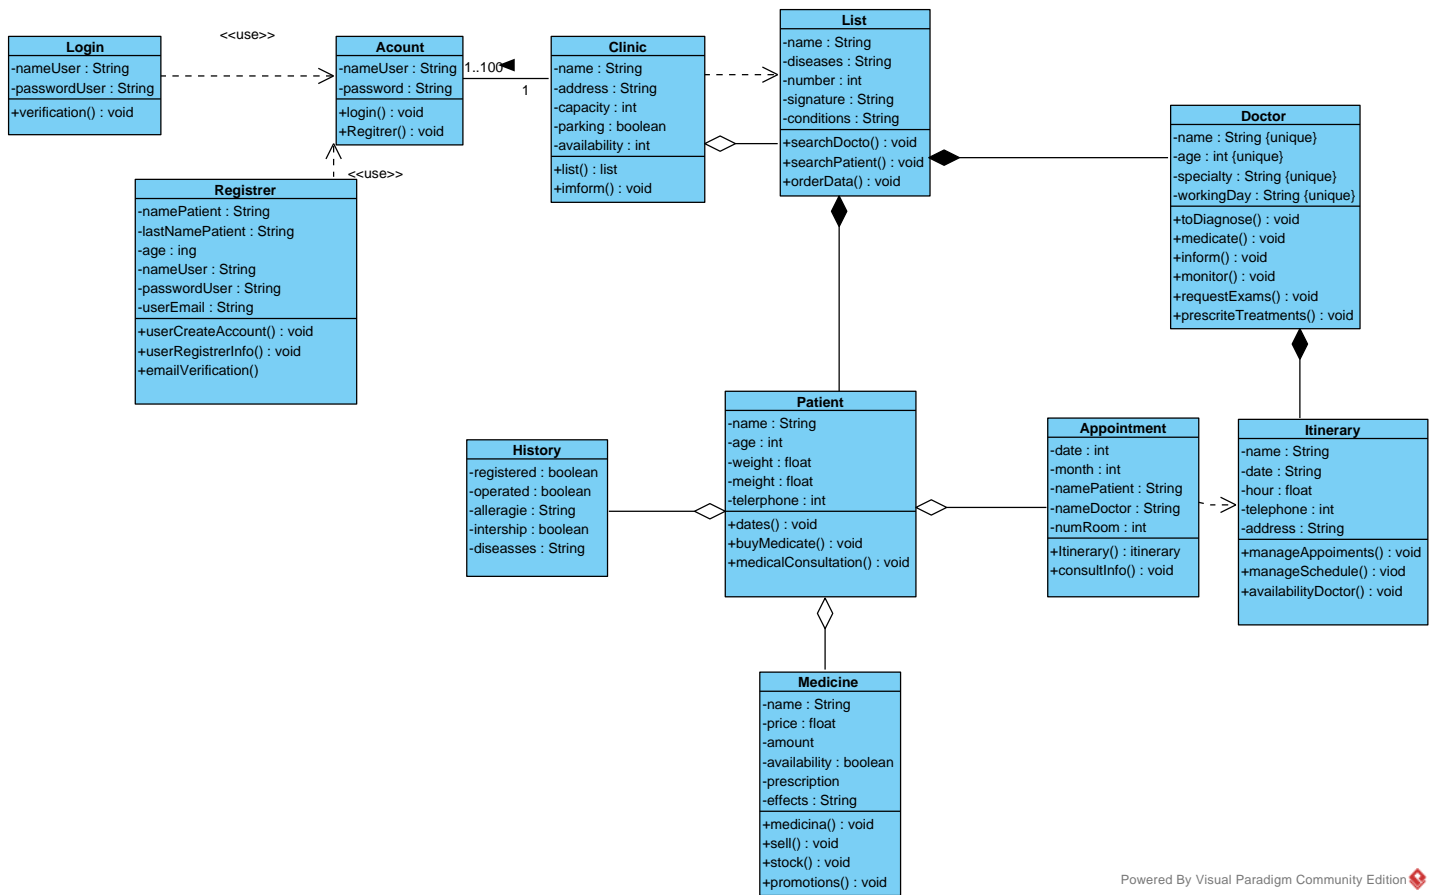 <<use>>
Login
-nameUser : String
-passwordUser : String
+verification() : void
Acount
-nameUser : String
-password : String
+login() : void
+Regitrer() : void
1..100
1
<<use>>
Clinic
-name : String
-address : String
-capacity : int
-parking : boolean
-availability : int
+list() : list
+imform() : void
List
-name : String
-diseases : String
-number : int
-signature : String
-conditions : String
+searchDocto() : void
+searchPatient() : void
+orderData() : void
Doctor
-name : String {unique}
-age : int {unique}
-specialty : String {unique}
-workingDay : String {unique}
+toDiagnose() : void
+medicate() : void
+inform() : void
+monitor() : void
+requestExams() : void
+prescriteTreatments() : void
Registrer
-namePatient : String
-lastNamePatient : String
-age : ing
-nameUser : String
-passwordUser : String
-userEmail : String
+userCreateAccount() : void
+userRegistrerInfo() : void
+emailVerification()
History
-registered : boolean
-operated : boolean
-alleragie : String
-intership : boolean
-diseasses : String
Patient
-name : String
-age : int
-weight : float
-meight : float
-telerphone : int
+dates() : void
+buyMedicate() : void
+medicalConsultation() : void
Appointment
-date : int
-month : int
-namePatient : String
-nameDoctor : String
-numRoom : int
+Itinerary() : itinerary
+consultInfo() : void
Itinerary
-name : String
-date : String
-hour : float
-telephone : int
-address : String
+manageAppoiments() : void
+manageSchedule() : viod
+availabilityDoctor() : void
Medicine
-name : String
-price : float
-amount
-availability : boolean
-prescription
-effects : String
+medicina() : void
+sell() : void
+stock() : void
+promotions() : void
Powered By Visual Paradigm Community Edition